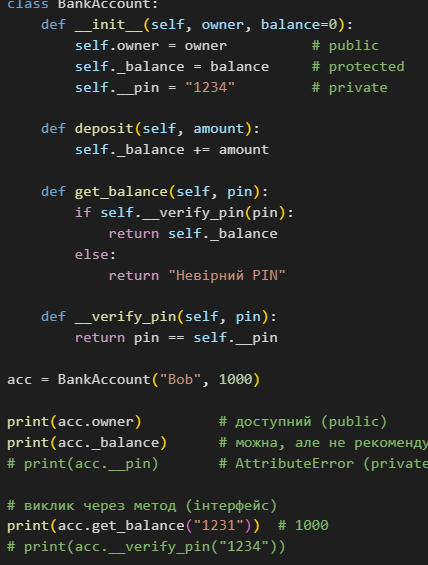 class BankAccount:
    def __init__(self, owner, balance=0):
        self.owner = owner          # public
        self._balance = balance     # protected
        self.__pin = "1234"         # private
    def deposit(self, amount):
        self._balance += amount
    def get_balance(self, pin):
        if self.__verify_pin(pin):
            return self._balance
        else:
            return "Невірний PIN"
    def __verify_pin(self, pin):
        return pin == self.__pin
acc = BankAccount("Bob", 1000)
print(acc.owner)         # доступний (public)
print(acc._balance)      # можна, але не рекоменду
# print(acc.__pin)       # AttributeError (private
# виклик через метод (інтерфейс)
print(acc.get_balance("1231"))  # 1000
# print(acc.__verify_pin("1234"))